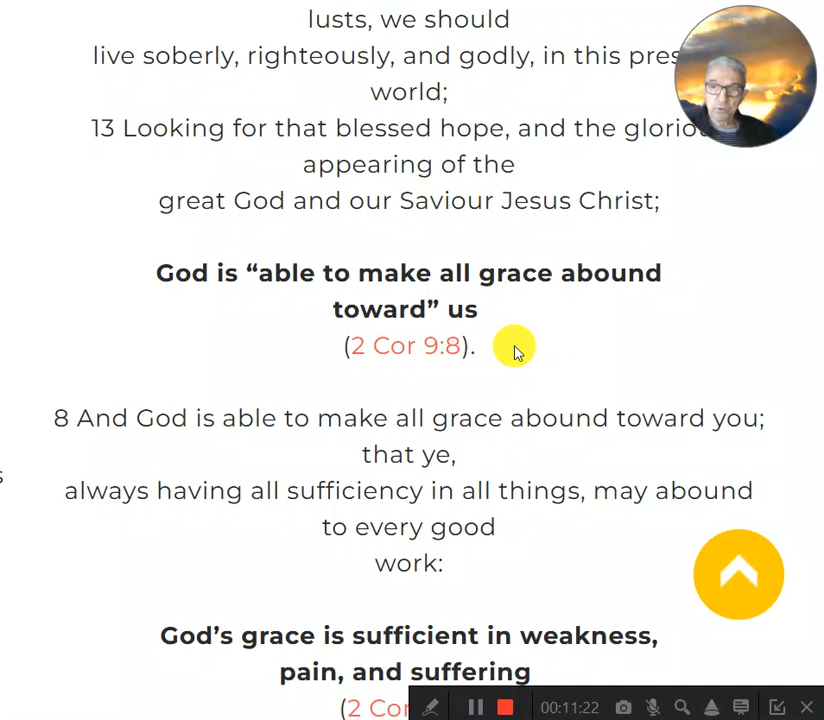 lusts, we should
live soberly, righteously, and godly, in this pres
world;
13 Looking for that blessed hope, and the glorio
appearing of the
great God and our Saviour Jesus Christ;
God is “able to make all grace abound
toward” us
(2 Cor 9:8).
8 And God is able to make all grace abound toward you;
that ye,
always having all sufficiency in all things, may abound
to every good
work:
s
God’s grace is sufficient in weakness,
pain, and suffering
(2 Cor
00:11:22